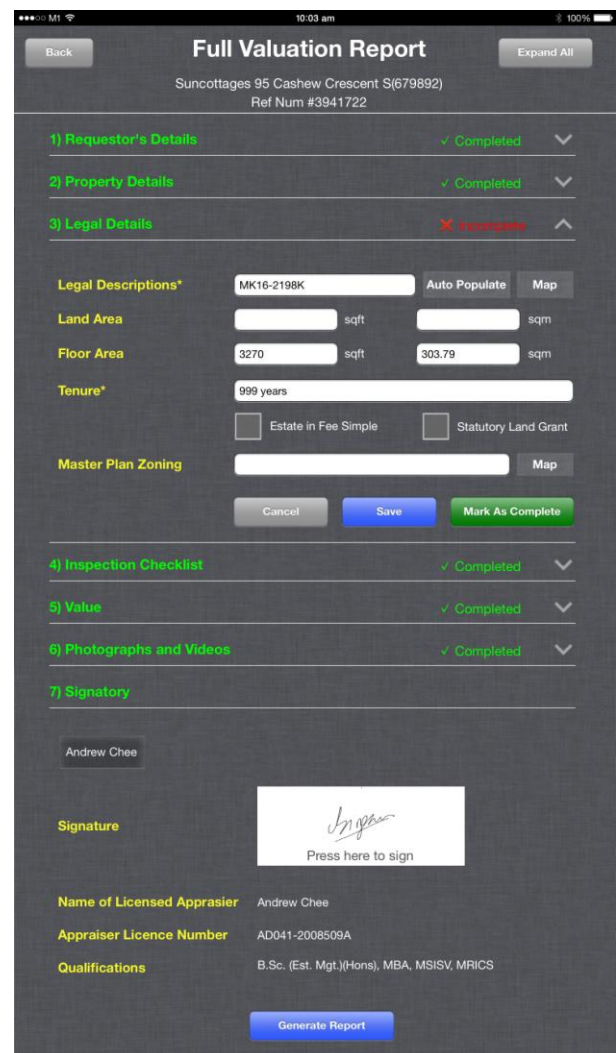 M1 10:03 am 100%
Back Full Valuation Report Expand All
Suncottages 95 Cashew Crescent S(679892)
Ref Num #3941722
1) Requestor's Details ✓ Completed
2) Property Details ✓ Completed
3) Legal Details ✗ Incomplete
Legal Descriptions* MK16-2198K Auto Populate Map
Land Area sqft sqm
Floor Area 3270 sqft 303.79 sqm
Tenure* 999 years
Estate in Fee Simple Statutory Land Grant
Master Plan Zoning Map
Cancel Save Mark As Complete
4) Inspection Checklist ✓ Completed
5) Value ✓ Completed
6) Photographs and Videos ✓ Completed
7) Signatory
Andrew Chee
Signature
Press here to sign
Name of Licensed Apprasier Andrew Chee
Appraiser Licence Number AD041-2008509A
Qualifications B.Sc. (Est. Mgt.)(Hons), MBA, MSISV, MRICS
Generate Report